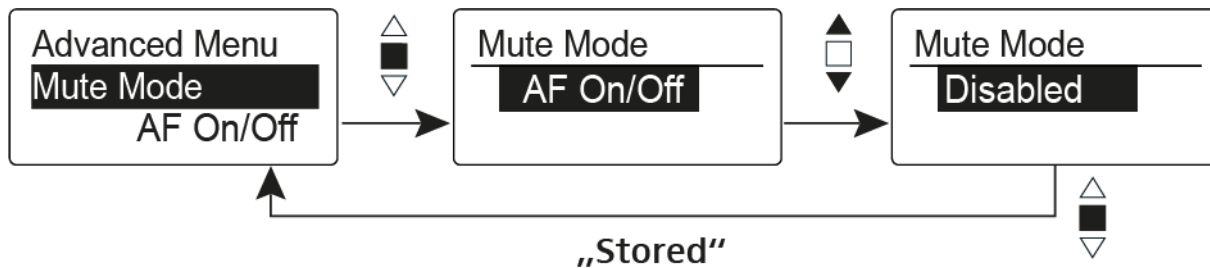 Advanced Menu
Mute Mode
AF On/Off
Mute Mode
AF On/Off
Mute Mode
Disabled
„Stored“